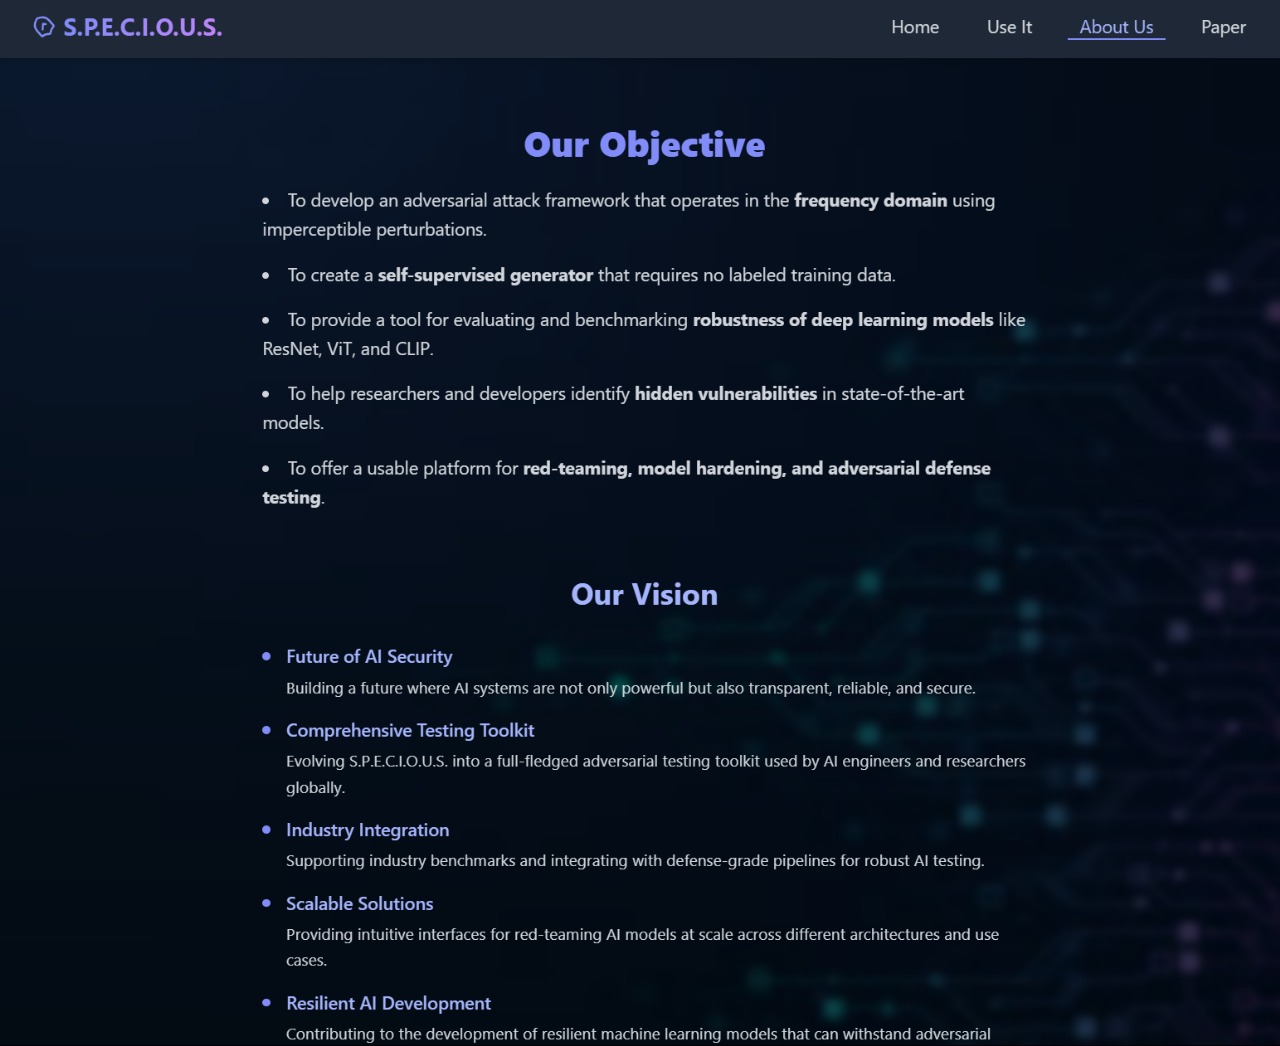 S.P.E.C.I.O.U.S.
Home Use It About Us Paper
Our Objective
• To develop an adversarial attack framework that operates in the frequency domain using
imperceptible perturbations.
• To create a self-supervised generator that requires no labeled training data.
• To provide a tool for evaluating and benchmarking robustness of deep learning models like
ResNet, ViT, and CLIP.
• To help researchers and developers identify hidden vulnerabilities in state-of-the-art
models.
• To offer a usable platform for red-teaming, model hardening, and adversarial defense
testing.
Our Vision
• Future of AI Security
Building a future where AI systems are not only powerful but also transparent, reliable, and secure.
• Comprehensive Testing Toolkit
Evolving S.P.E.C.I.O.U.S. into a full-fledged adversarial testing toolkit used by AI engineers and researchers
globally.
• Industry Integration
Supporting industry benchmarks and integrating with defense-grade pipelines for robust AI testing.
• Scalable Solutions
Providing intuitive interfaces for red-teaming AI models at scale across different architectures and use
cases.
• Resilient AI Development
Contributing to the development of resilient machine learning models that can withstand adversarial